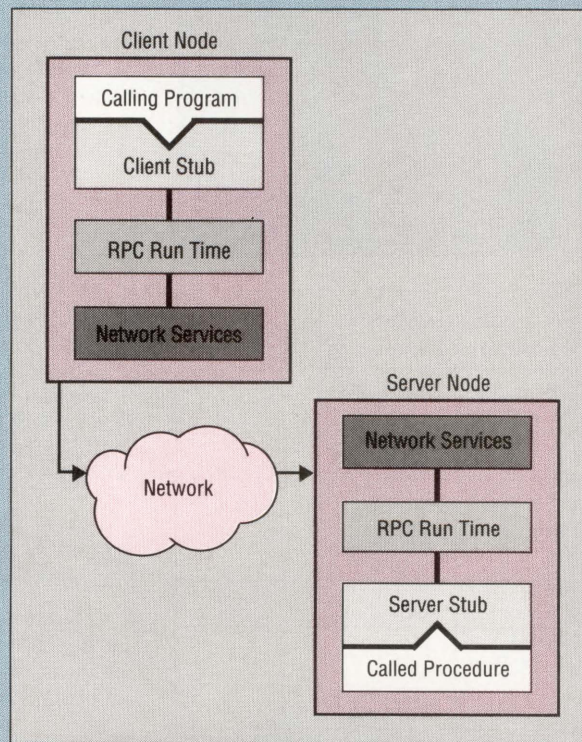 Client Node
Calling Program
Client Stub
RPC Run Time
Network Services
Network
Server Node
Network Services
RPC Run Time
Server Stub
Called Procedure